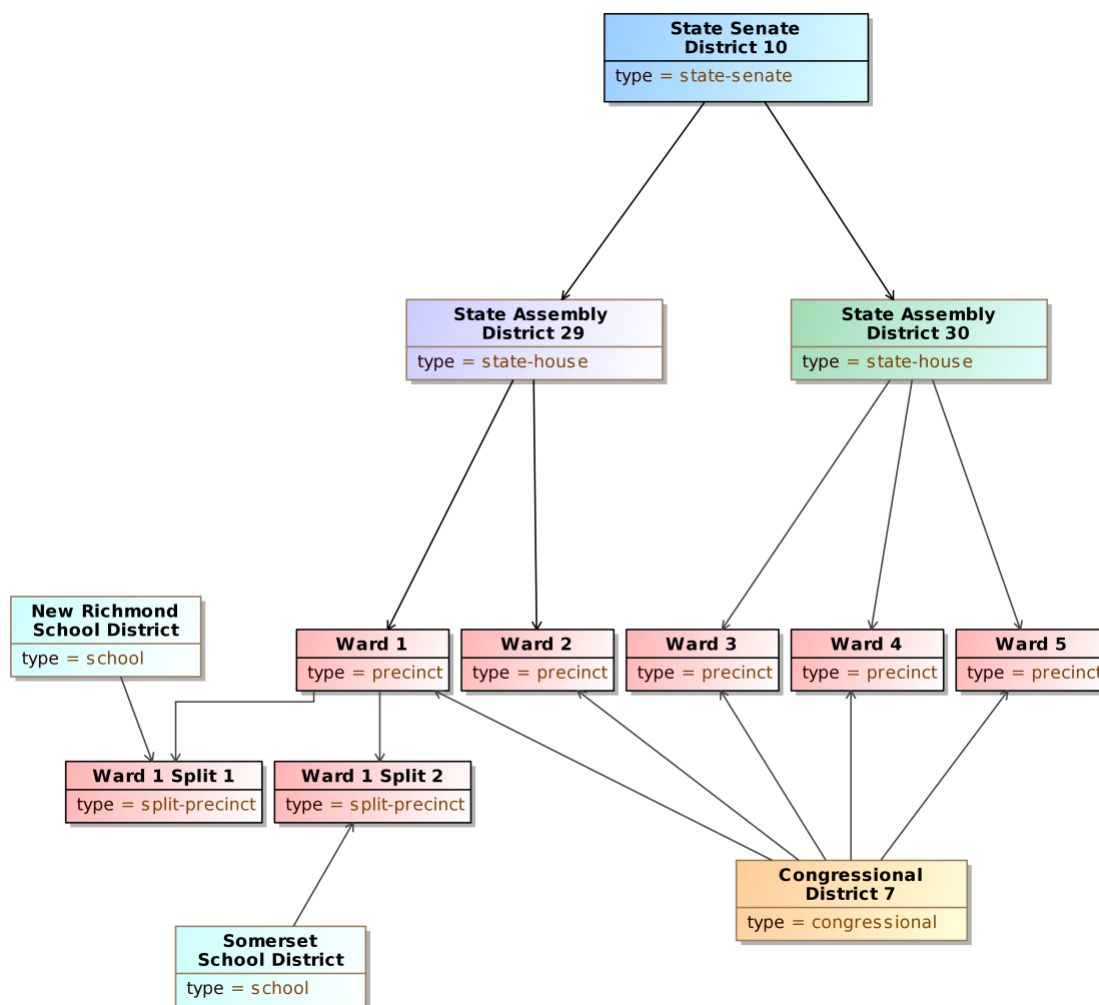 State Senate
District 10
type = state-senate
State Assembly
District 29
type = state-house
State Assembly
District 30
type = state-house
New Richmond
School District
type = school
Ward 1
type = precinct
Ward 2
type = precinct
Ward 3
type = precinct
Ward 4
type = precinct
Ward 5
type = precinct
Ward 1 Split 1
type = split-precinct
Ward 1 Split 2
type = split-precinct
Congressional
District 7
type = congressional
Somerset
School District
type = school